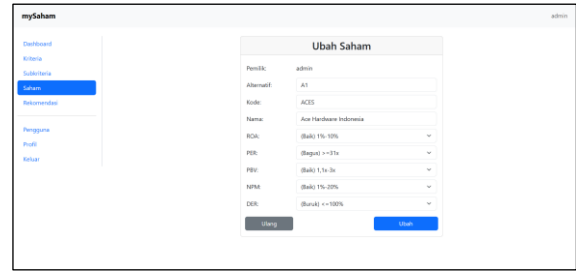 mySaham
admin
Dashboard
Kriteria
Subkriteria
Saham
Rekomendasi
Pengguna
Profil
Keluar
Ubah Saham
Pemilik: admin
Alternatif: A1
Kode: ACES
Nama: Ace Hardware Indonesia
ROA: (Baik) 1%-10%
PER: (Bagus) >=31x
PBV: (Baik) 1,1x-3x
NPM: (Baik) 1%-20%
DER: (Buruk) >=100%
Ulang
Ubah